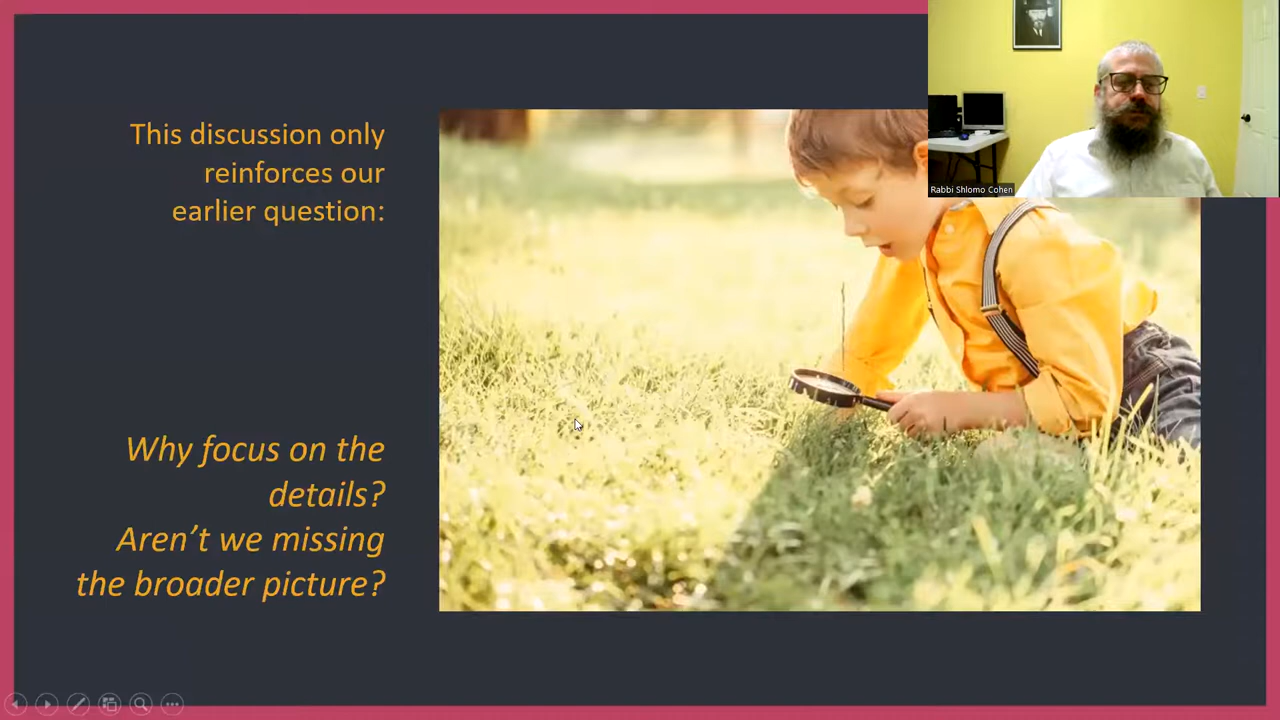 This discussion only
reinforces our
earlier question:
Why focus on the
details?
Aren’t we missing
the broader picture?
Rabbi Shlomo Cohen